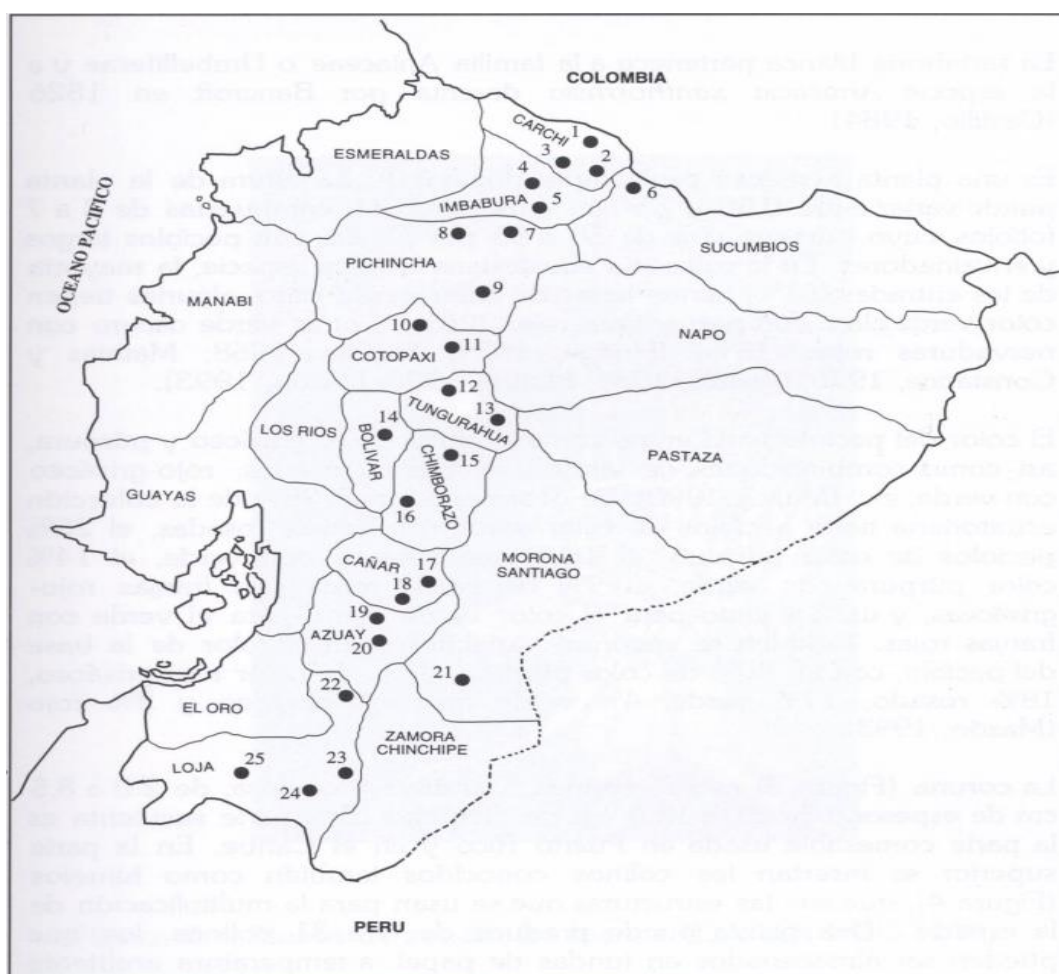 COLOMBIA
CARCHI
1
3
2
ESMERALDAS
4
6
OCEANO PACIFICO
IMBABURA
5
8
7
SUCUMBIOS
PICHINCHA
9
MANABI
10
NAPO
COTOPAXI
11
12
TUNGURAHUA
13
14
LOS RIOS
BOLIVAR
15
PASTAZA
CHIMBORAZO
GUAYAS
16
MORONA
SANTIAGO
CAÑAR
17
18
19
AZUAY
20
21
22
EL ORO
ZAMORA
CHINCHIPE
LOJA
25
23
24
PERU